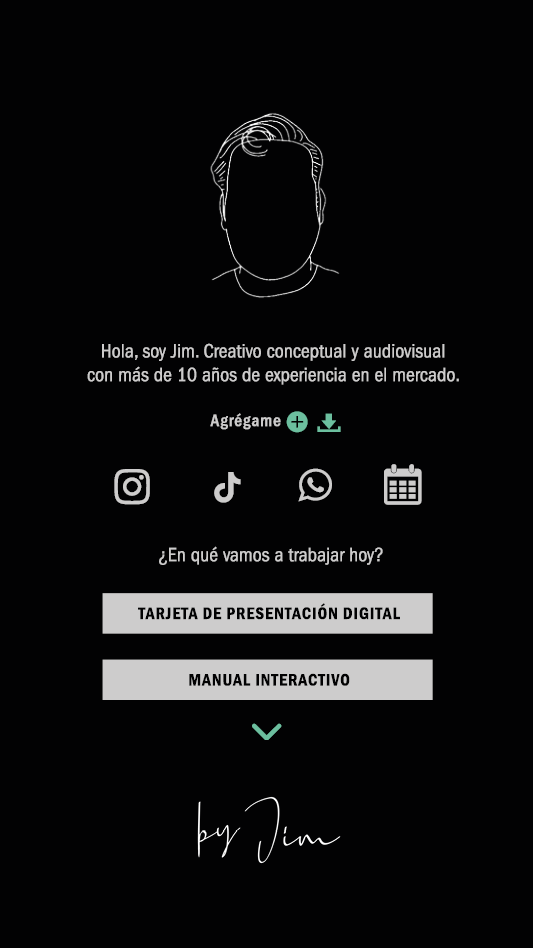 Hola, soy Jim. Creativo conceptual y audiovisual
con más de 10 años de experiencia en el mercado.
Agrégame
¿En qué vamos a trabajar hoy?
TARJETA DE PRESENTACIÓN DIGITAL
MANUAL INTERACTIVO
by Jim